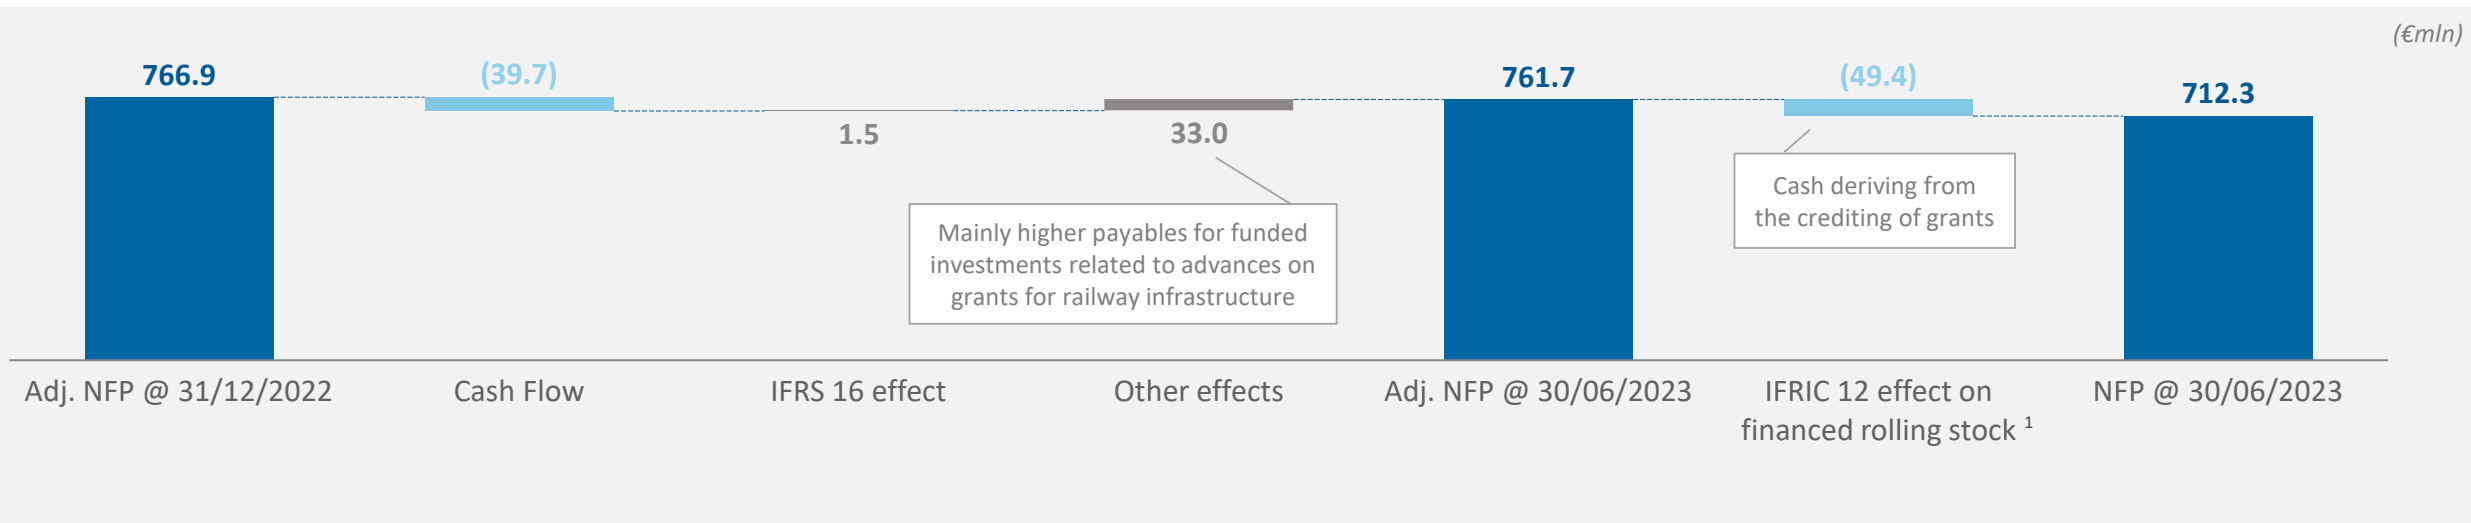 (€mln)
766.9
(39.7)
1.5
33.0
761.7
(49.4)
712.3
Mainly higher payables for funded
investments related to advances on
grants for railway infrastructure
Cash deriving from
the crediting of grants
Adj. NFP @ 31/12/2022
Cash Flow
IFRS 16 effect
Other effects
Adj. NFP @ 30/06/2023
IFRIC 12 effect on
financed rolling stock 1
NFP @ 30/06/2023